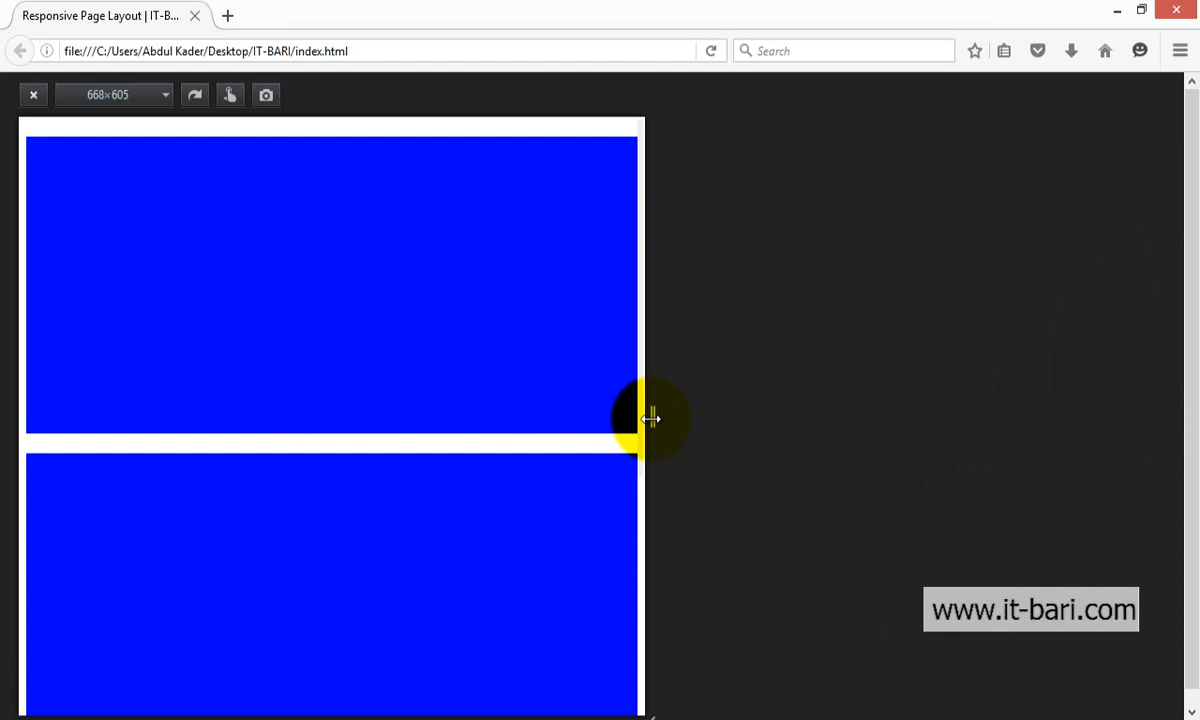 Responsive Page Layout | IT-B...
file:///C:/Users/Abdul Kader/Desktop/IT-BARI/index.html
Search
668×605
www.it-bari.com